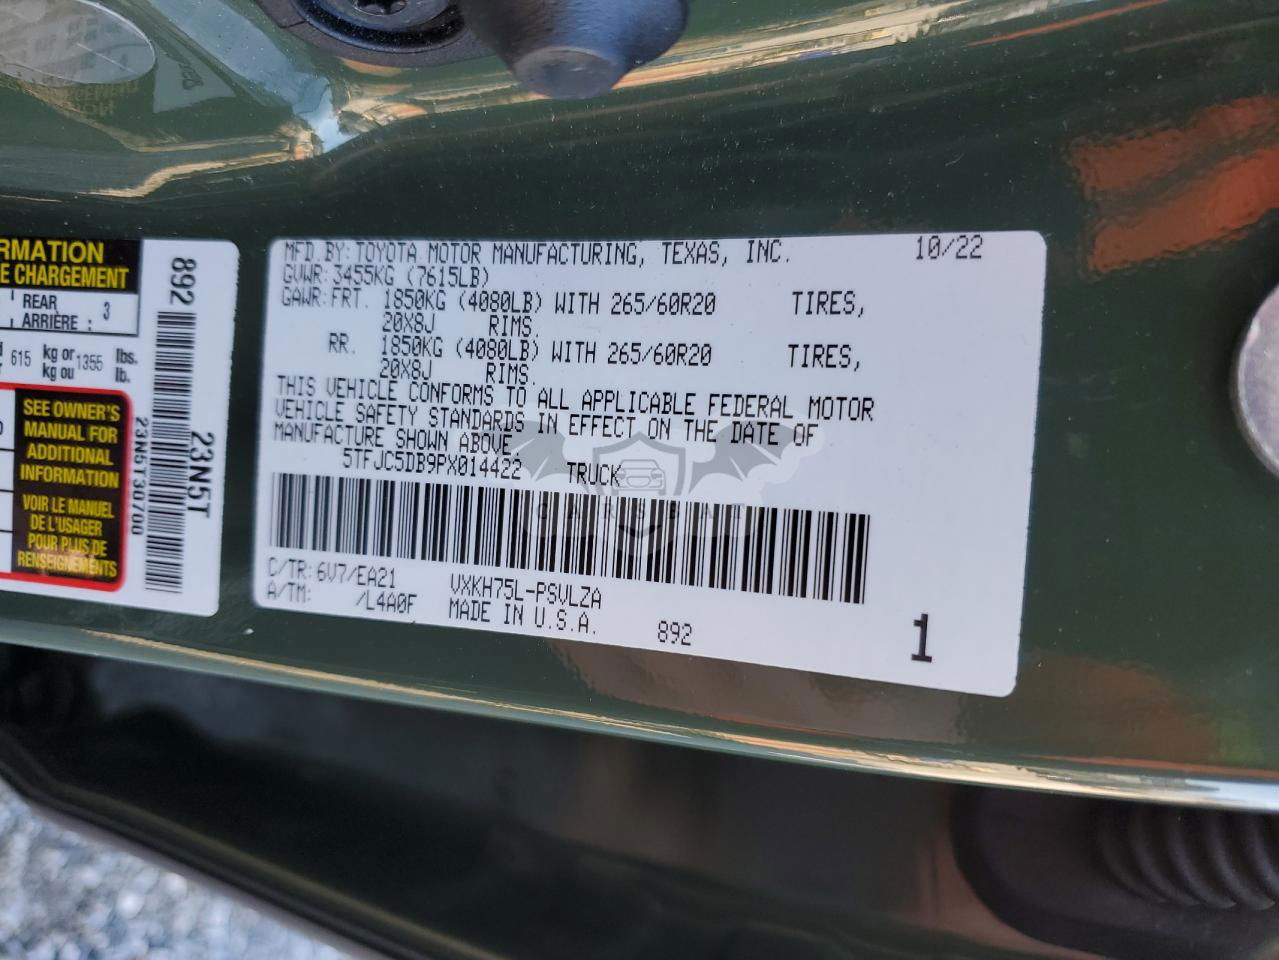 RMATION
E CHARGEMENT
REAR
ARRIÈRE : 3
615 kg or 1355 lbs.
kg ou lb.
SEE OWNER'S
MANUAL FOR
ADDITIONAL
INFORMATION
VOIR LE MANUEL
DE L'USAGER
POUR PLUS DE
RENSEIGNEMENTS
892
23N5T
23N5T30700
MFD.BY: TOYOTA MOTOR MANUFACTURING, TEXAS, INC. 10/22
GVWR: 3455KG (7615LB)
GAWR: FRT. 1850KG (4080LB) WITH 265/60R20 TIRES,
20X8J RIMS.
RR. 1850KG (4080LB) WITH 265/60R20 TIRES,
20X8J RIMS.
THIS VEHICLE CONFORMS TO ALL APPLICABLE FEDERAL MOTOR
VEHICLE SAFETY STANDARDS IN EFFECT ON THE DATE OF
MANUFACTURE SHOWN ABOVE
5TFJC5DB9PX014422 TRUCK
CARSBAT
C/TR: 6V7/EA21 VXKH75L-PSVLZA
A/TM: /L4A0F MADE IN U.S.A. 892
1